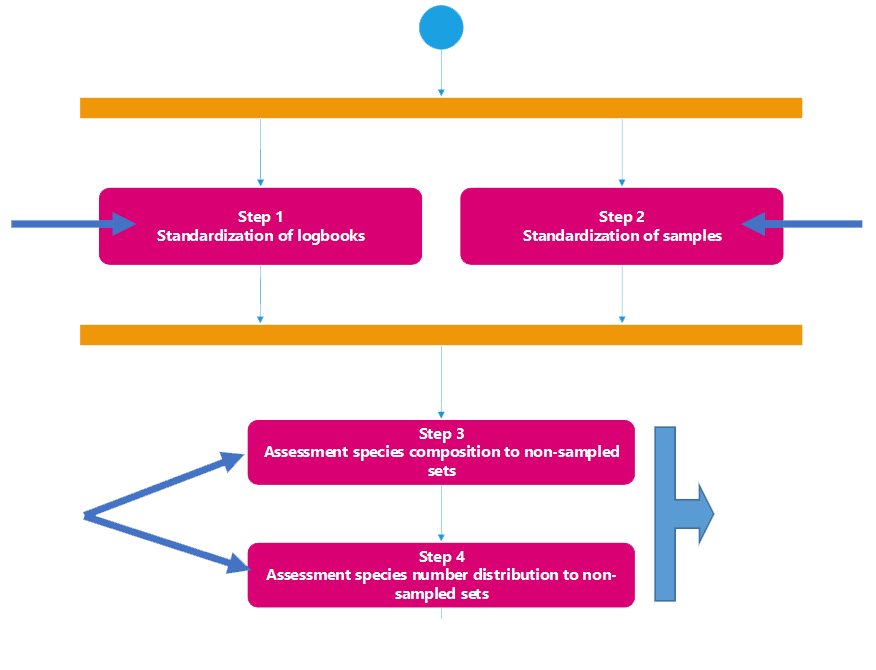 Step 1
Standardization of logbooks
Step 2
Standardization of samples
Step 3
Assessment species composition to non-sampled
sets
Step 4
Assessment species number distribution to non-
sampled sets